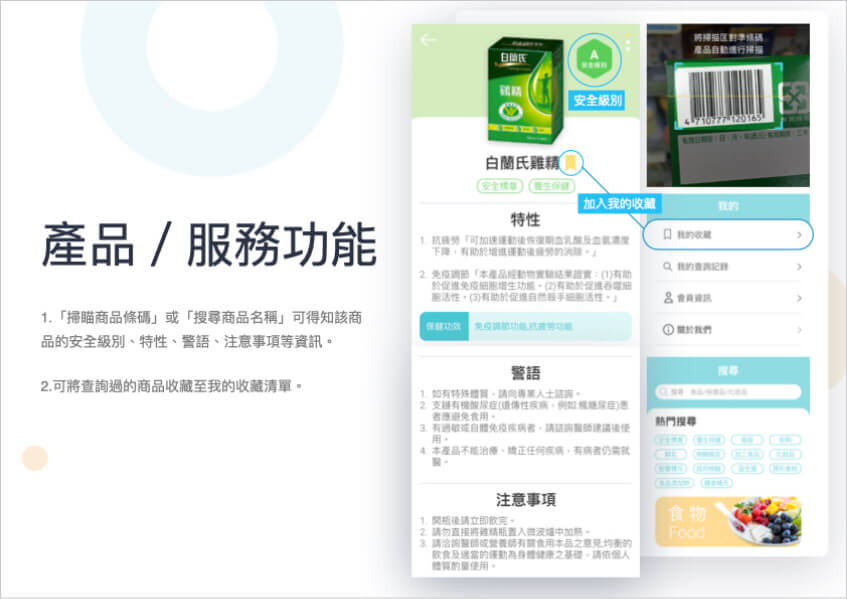 產品 / 服務功能
1.「掃瞄商品條碼」或「搜尋商品名稱」可得知該商
品的安全級別、特性、警語、注意事項等資訊。
2.可將查詢過的商品收藏至我的收藏清單。
白蘭氏
雞精
A
安全級別
安全級別
白蘭氏雞精
安全標章
養生保健
加入我的收藏
特性
1. 抗疲勞「可加速運動後恢復期血乳酸及血氨濃度
下降，有助於增進運動後疲勞的消除。」
2. 免疫調節「本產品經動物實驗結果證實：(1)有助
於促進免疫細胞增生功能。(2)有助於促進吞噬細
胞活性。(3)有助於促進自然殺手細胞活性。」
保健功效
免疫調節功能,抗疲勞功能
警語
1. 如有特殊體質，請向專業人士諮詢。
2. 支鏈有機酸尿症(遺傳性疾病，例如:楓糖尿症)患
者應避免食用。
3. 有過敏或自體免疫疾病者，請諮詢醫師建議後使
用。
4. 本產品不能治療、矯正任何疾病，有病者仍需就
醫。
注意事項
1. 開瓶後請立即飲完。
2. 請勿直接將雞精瓶置入微波爐中加熱。
3. 請洽詢醫師或營養師有關食用本品之意見;均衡的
飲食及適當的運動為身體健康之基礎，請依個人
體質酌量使用。
將掃描匡對準條碼
產品自動進行掃描
4 710777 120165
我的
我的收藏
我的查詢記錄
會員資訊
關於我們
搜尋
搜尋
熱門搜尋
安全標章
養生保健
食物
Food